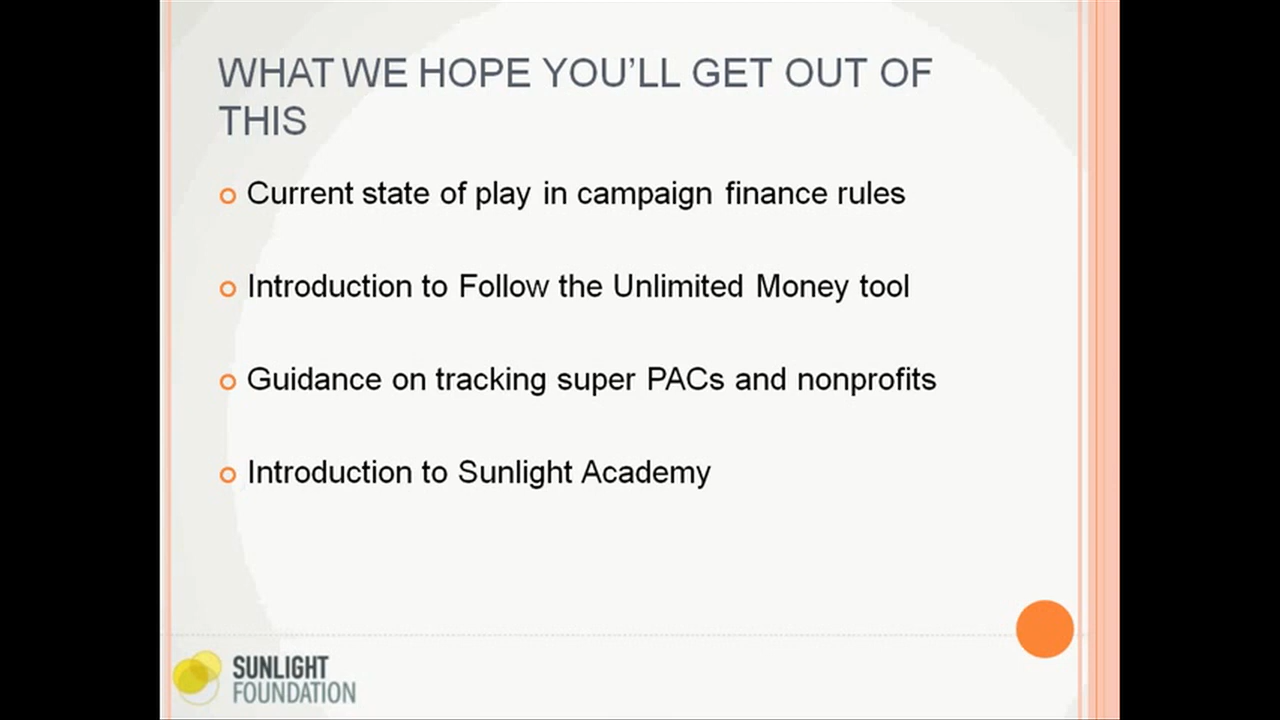 WHAT WE HOPE YOU’LL GET OUT OF
THIS
Current state of play in campaign finance rules
Introduction to Follow the Unlimited Money tool
Guidance on tracking super PACs and nonprofits
Introduction to Sunlight Academy
SUNLIGHT
FOUNDATION